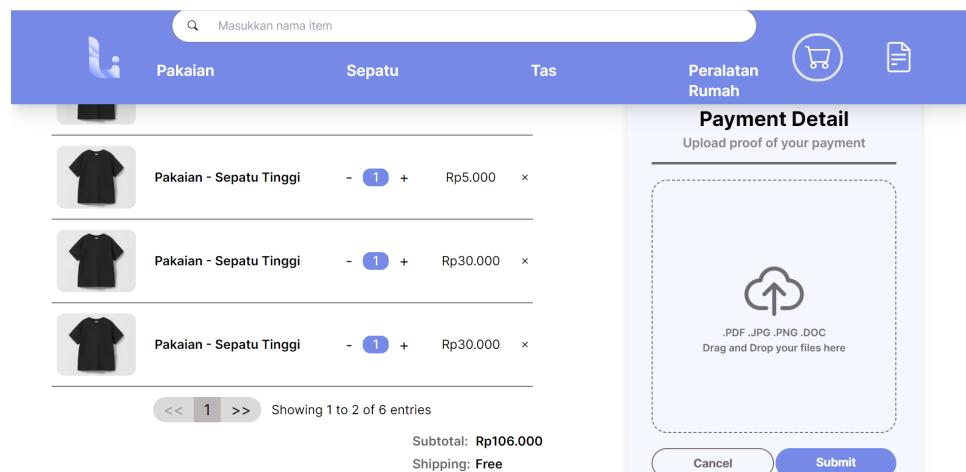 Masukkan nama item
Pakaian
Sepatu
Tas
Peralatan
Rumah
Pakaian - Sepatu Tinggi - 1 + Rp5.000 ×
Pakaian - Sepatu Tinggi - 1 + Rp30.000 ×
Pakaian - Sepatu Tinggi - 1 + Rp30.000 ×
<< 1 >> Showing 1 to 2 of 6 entries
Subtotal: Rp106.000
Shipping: Free
Payment Detail
Upload proof of your payment
.PDF .JPG .PNG .DOC
Drag and Drop your files here
Cancel
Submit